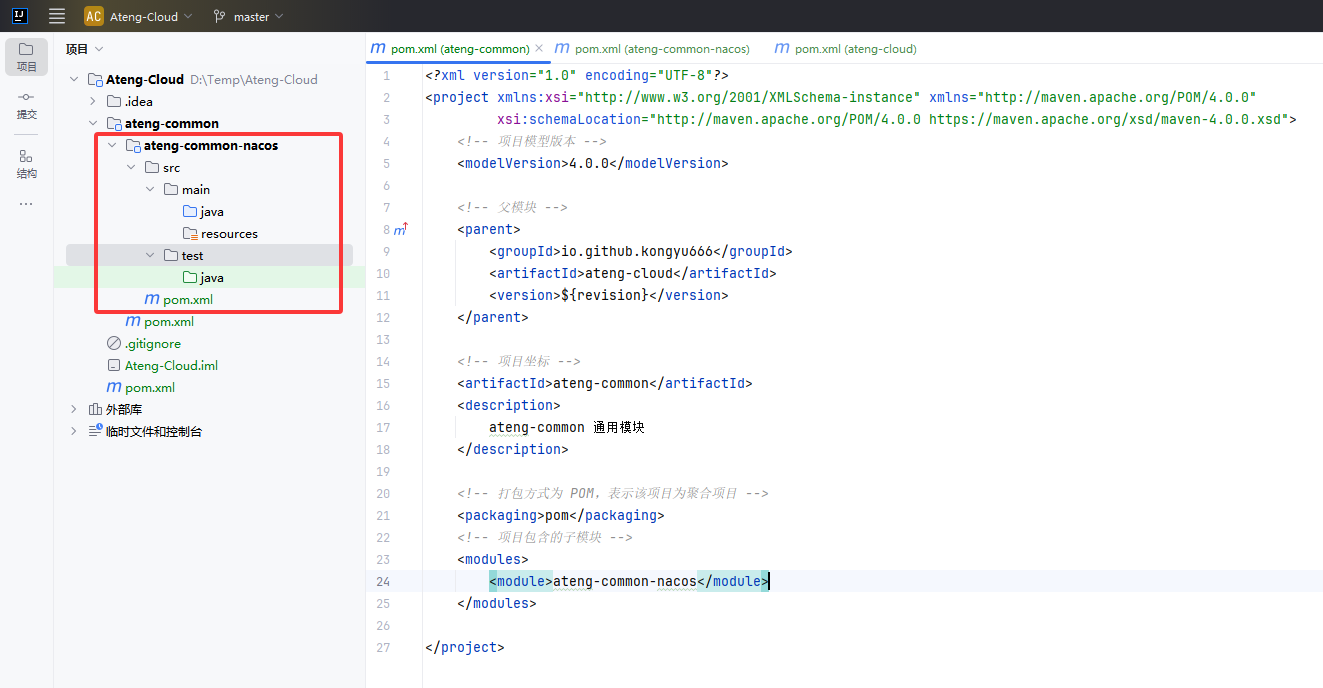 AC Ateng-Cloud master
项目
提交
结构
项目
Ateng-Cloud D:\Temp\Ateng-Cloud
.idea
ateng-common
ateng-common-nacos
src
main
java
resources
test
java
pom.xml
pom.xml
.gitignore
Ateng-Cloud.iml
pom.xml
外部库
临时文件和控制台
pom.xml (ateng-common) pom.xml (ateng-common-nacos) pom.xml (ateng-cloud)
1 <?xml version="1.0" encoding="UTF-8"?>
2 <project xmlns:xsi="http://www.w3.org/2001/XMLSchema-instance" xmlns="http://maven.apache.org/POM/4.0.0"
3 xsi:schemaLocation="http://maven.apache.org/POM/4.0.0 https://maven.apache.org/xsd/maven-4.0.0.xsd">
4 <!-- 项目模型版本 -->
5 <modelVersion>4.0.0</modelVersion>
6
7 <!-- 父模块 -->
8 <parent>
9 <groupId>io.github.kongyu666</groupId>
10 <artifactId>ateng-cloud</artifactId>
11 <version>${revision}</version>
12 </parent>
13
14 <!-- 项目坐标 -->
15 <artifactId>ateng-common</artifactId>
16 <description>
17 ateng-common 通用模块
18 </description>
19
20 <!-- 打包方式为 POM，表示该项目为聚合项目 -->
21 <packaging>pom</packaging>
22 <!-- 项目包含的子模块 -->
23 <modules>
24 <module>ateng-common-nacos</module>
25 </modules>
26
27 </project>